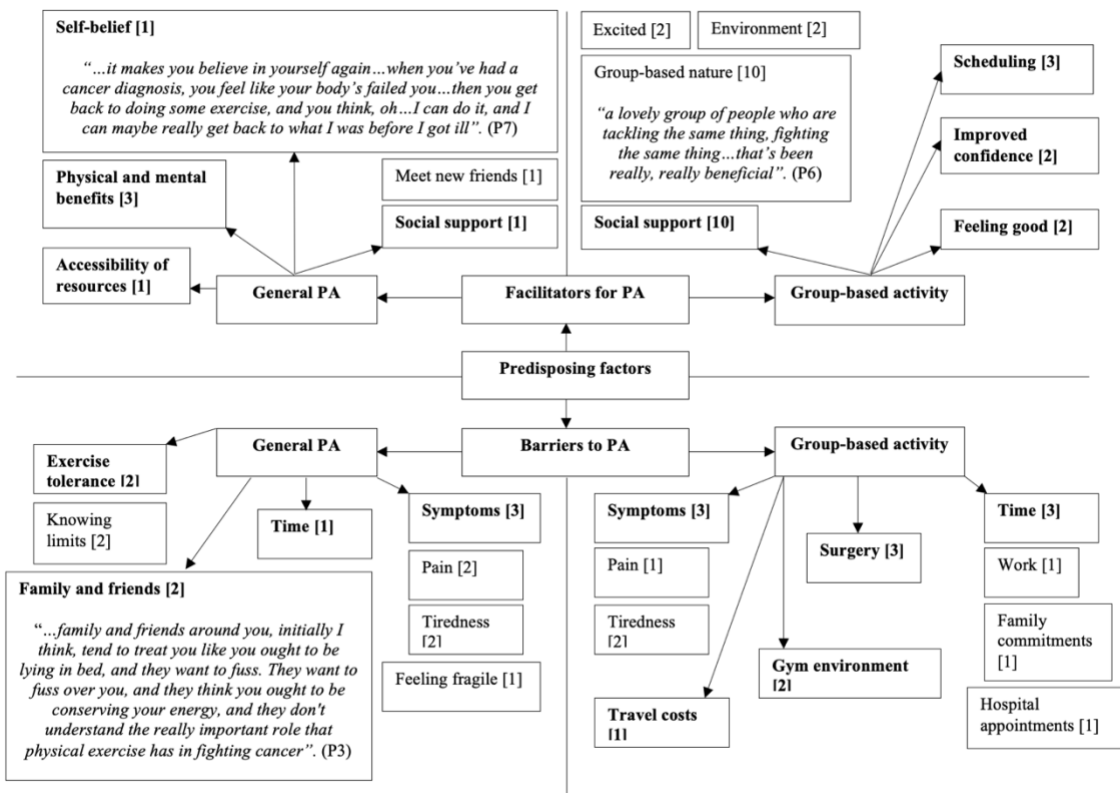 Self-belief [1]
“…it makes you believe in yourself again…when you’ve had a
cancer diagnosis, you feel like your body’s failed you…then you get
back to doing some exercise, and you think, oh…I can do it, and I
can maybe really get back to what I was before I got ill”. (P7)
Physical and mental
benefits [3]
Meet new friends [1]
Social support [1]
Accessibility of
resources [1]
General PA
Facilitators for PA
Excited [2]
Environment [2]
Group-based nature [10]
“a lovely group of people who are
tackling the same thing, fighting
the same thing…that’s been
really, really beneficial”. (P6)
Social support [10]
Scheduling [3]
Improved
confidence [2]
Feeling good [2]
Group-based activity
Predisposing factors
General PA
Barriers to PA
Group-based activity
Exercise
tolerance [2]
Knowing
limits [2]
Time [1]
Symptoms [3]
Pain [2]
Tiredness
[2]
Feeling fragile [1]
Family and friends [2]
“…family and friends around you, initially I
think, tend to treat you like you ought to be
lying in bed, and they want to fuss. They want to
fuss over you, and they think you ought to be
conserving your energy, and they don't
understand the really important role that
physical exercise has in fighting cancer”. (P3)
Symptoms [3]
Pain [1]
Tiredness
[2]
Travel costs
[1]
Surgery [3]
Gym environment
[2]
Time [3]
Work [1]
Family
commitments
[1]
Hospital
appointments [1]